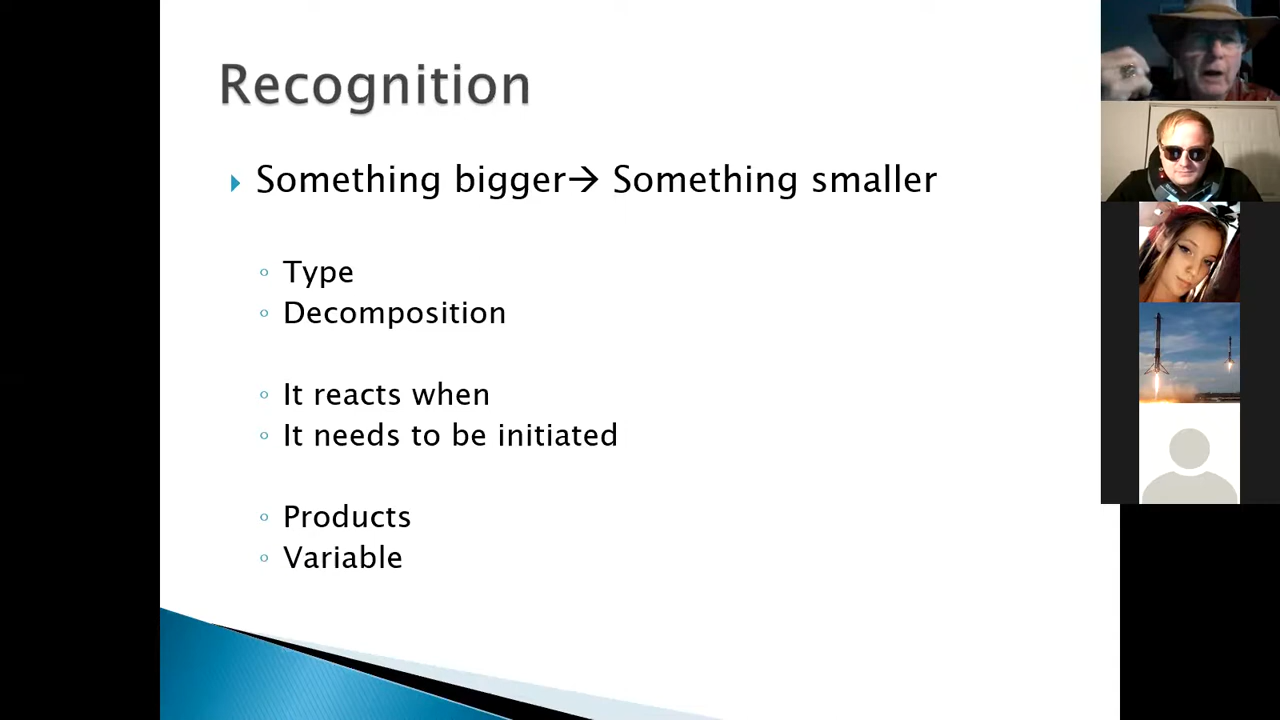 Recognition
Something bigger→ Something smaller
Type
Decomposition
It reacts when
It needs to be initiated
Products
Variable